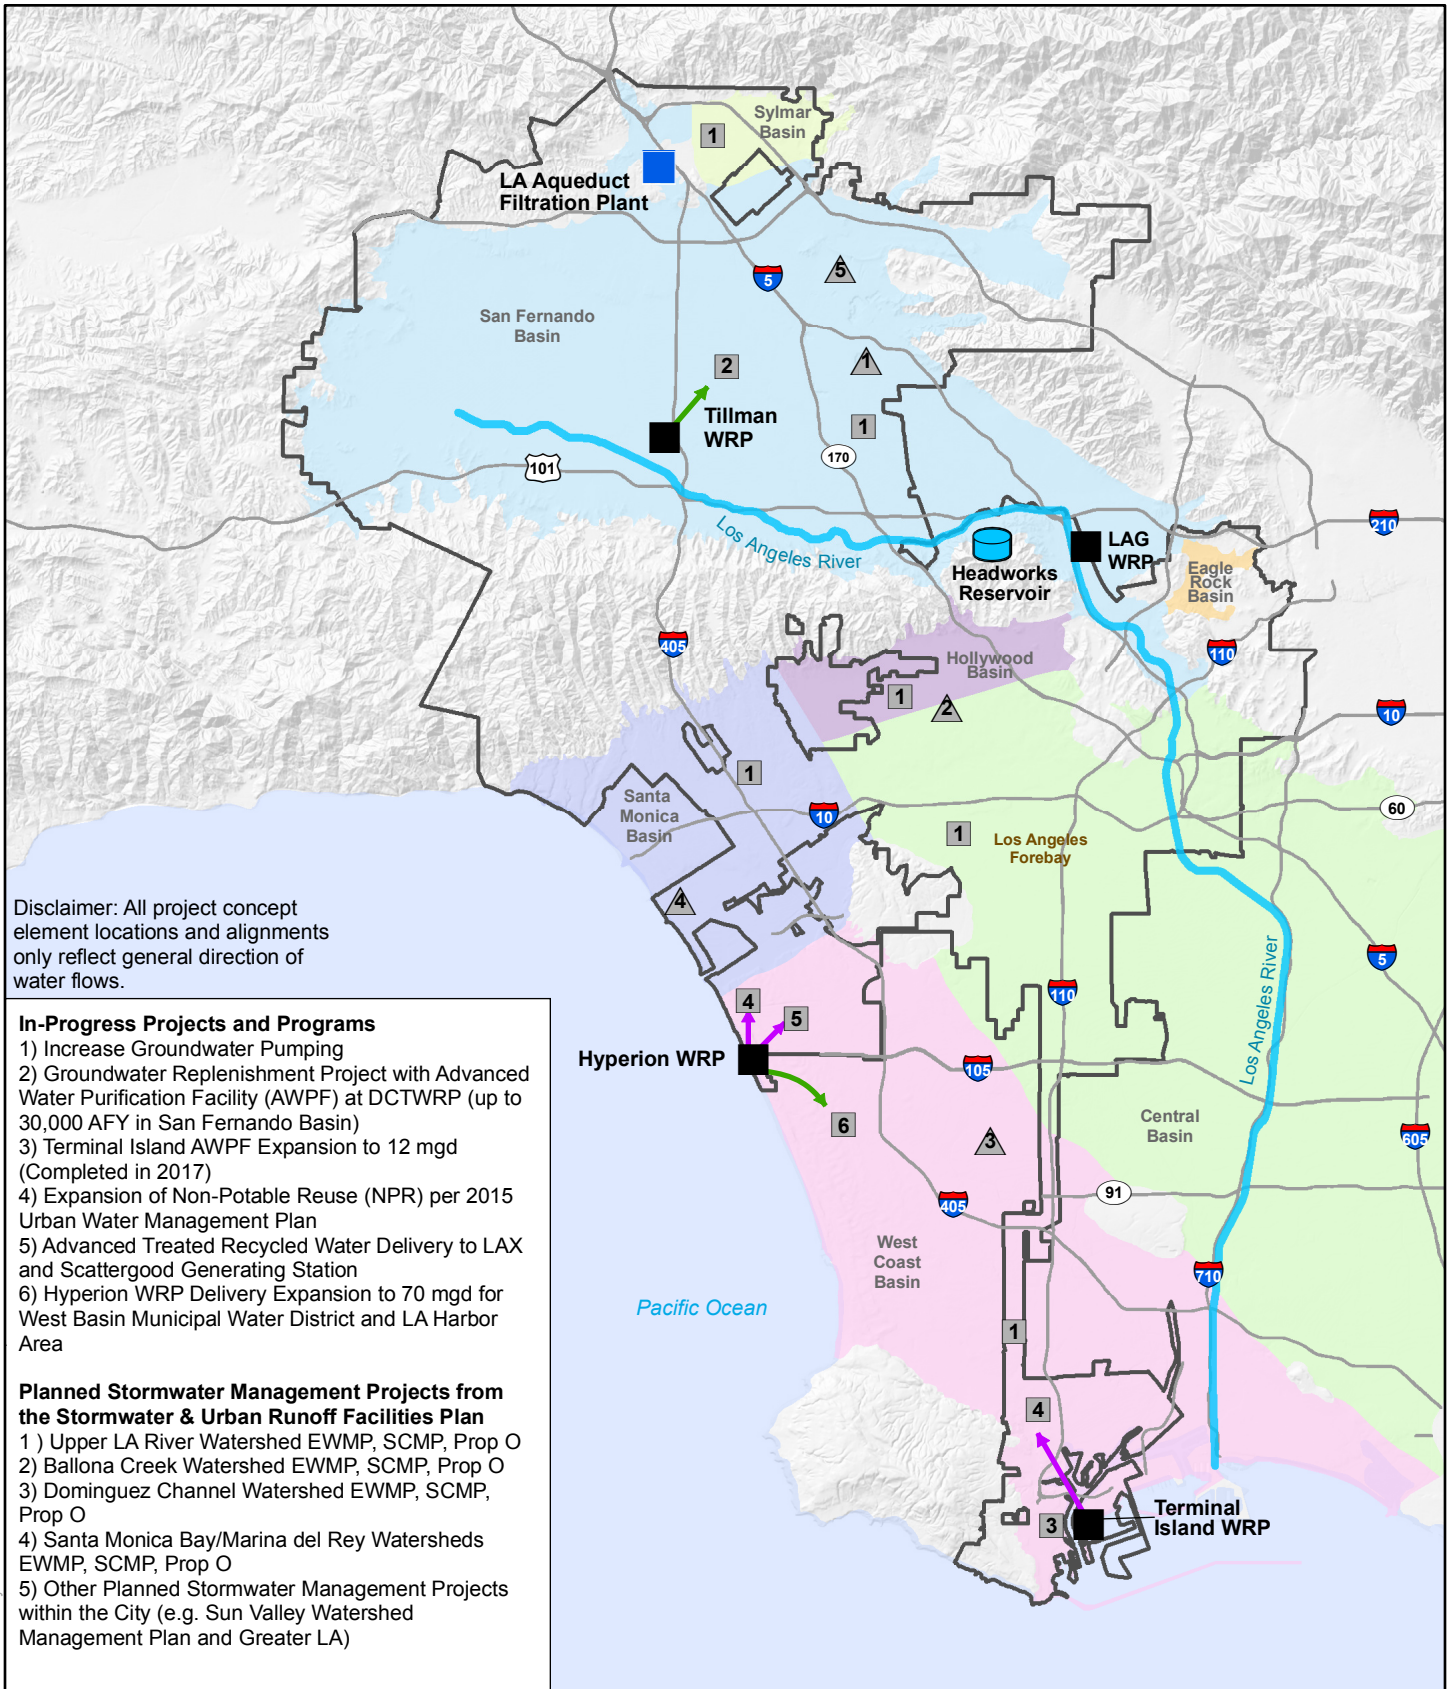 Sylmar
Basin
1
LA Aqueduct
Filtration Plant
5
5
San Fernando
Basin
2
1
Tillman
WRP
1
170
101
Los Angeles River
210
LAG
WRP
Headworks
Reservoir
Eagle
Rock
Basin
405
110
Hollywood
Basin
1
2
10
1
Santa
Monica
Basin
10
60
1
Los Angeles
Forebay
4
Disclaimer: All project concept
element locations and alignments
only reflect general direction of
water flows.
5
Los Angeles River
110
4
5
Hyperion WRP
105
6
3
Central
Basin
605
91
405
West
Coast
Basin
710
Pacific Ocean
1
4
3
Terminal
Island WRP
In-Progress Projects and Programs
1) Increase Groundwater Pumping
2) Groundwater Replenishment Project with Advanced
Water Purification Facility (AWPF) at DCTWRP (up to
30,000 AFY in San Fernando Basin)
3) Terminal Island AWPF Expansion to 12 mgd
(Completed in 2017)
4) Expansion of Non-Potable Reuse (NPR) per 2015
Urban Water Management Plan
5) Advanced Treated Recycled Water Delivery to LAX
and Scattergood Generating Station
6) Hyperion WRP Delivery Expansion to 70 mgd for
West Basin Municipal Water District and LA Harbor
Area
Planned Stormwater Management Projects from
the Stormwater & Urban Runoff Facilities Plan
1 ) Upper LA River Watershed EWMP, SCMP, Prop O
2) Ballona Creek Watershed EWMP, SCMP, Prop O
3) Dominguez Channel Watershed EWMP, SCMP,
Prop O
4) Santa Monica Bay/Marina del Rey Watersheds
EWMP, SCMP, Prop O
5) Other Planned Stormwater Management Projects
within the City (e.g. Sun Valley Watershed
Management Plan and Greater LA)